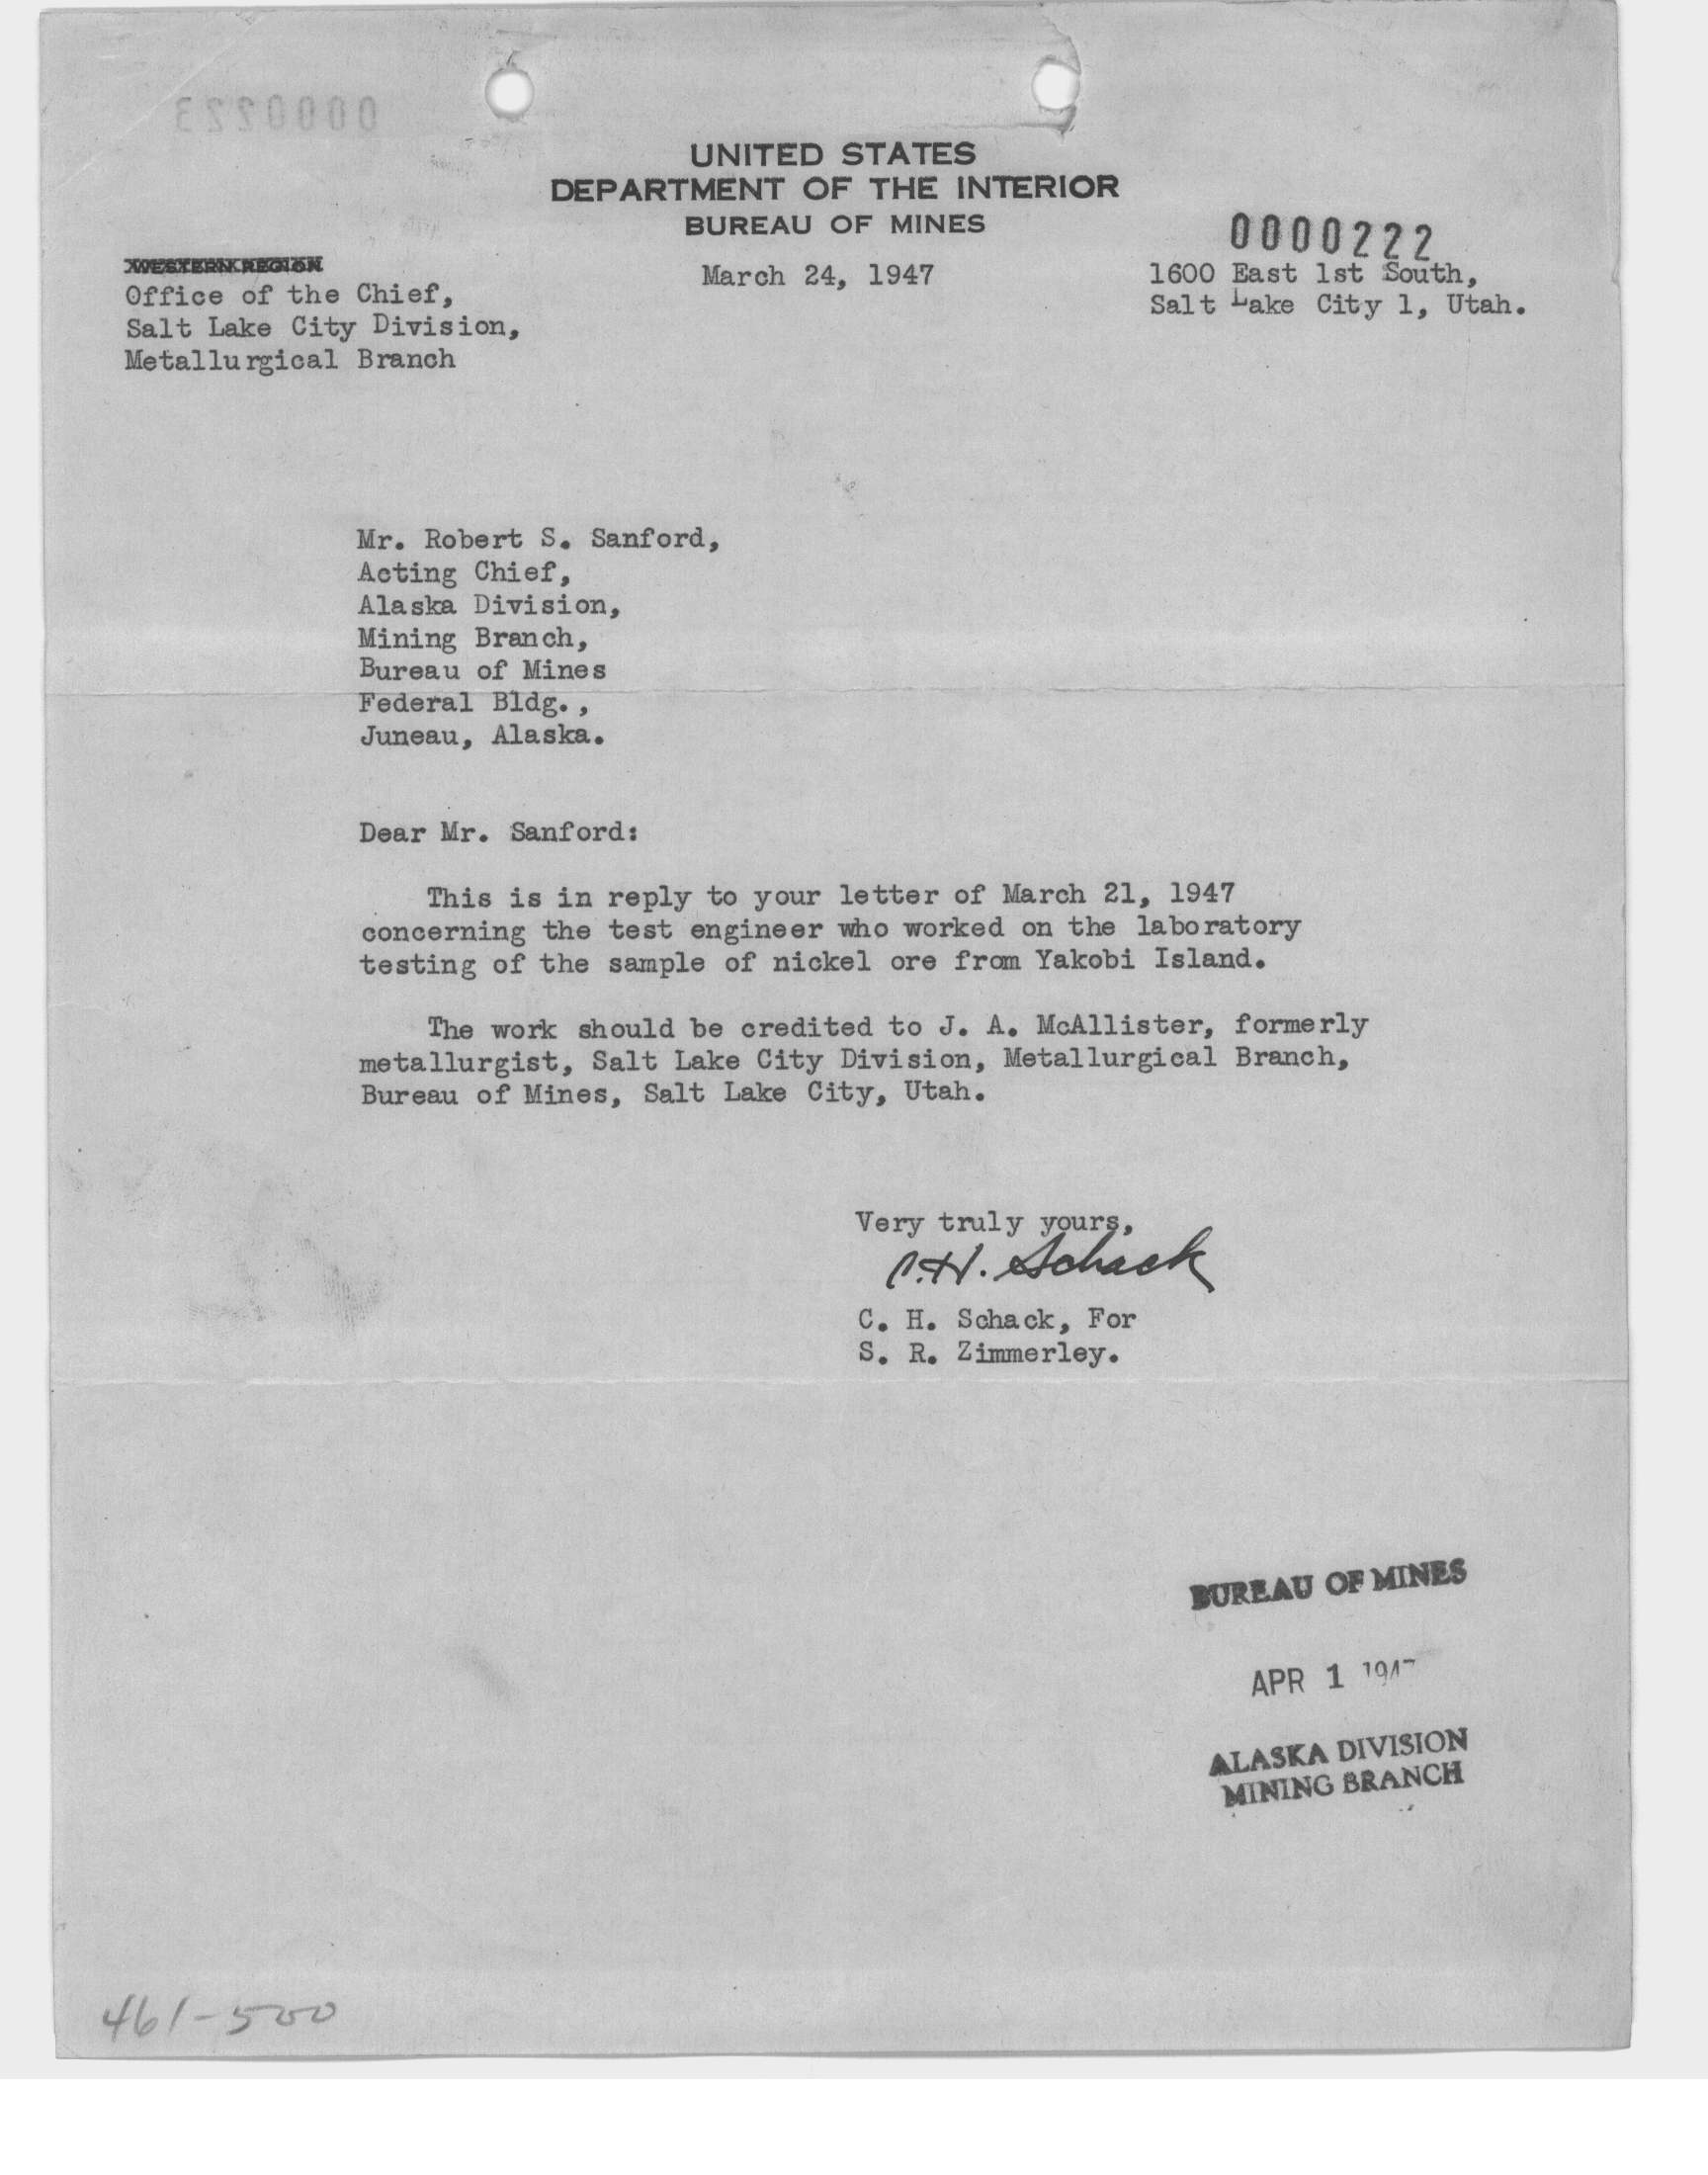 0000223
UNITED STATES
DEPARTMENT OF THE INTERIOR
BUREAU OF MINES
0000222
WESTERN REGION
Office of the Chief,
Salt Lake City Division,
Metallurgical Branch
March 24, 1947
1600 East 1st South,
Salt Lake City 1, Utah.
Mr. Robert S. Sanford,
Acting Chief,
Alaska Division,
Mining Branch,
Bureau of Mines
Federal Bldg.,
Juneau, Alaska.
Dear Mr. Sanford:
This is in reply to your letter of March 21, 1947
concerning the test engineer who worked on the laboratory
testing of the sample of nickel ore from Yakobi Island.
The work should be credited to J. A. McAllister, formerly
metallurgist, Salt Lake City Division, Metallurgical Branch,
Bureau of Mines, Salt Lake City, Utah.
Very truly yours,
C.H. Schack
C. H. Schack, For
S. R. Zimmerley.
BUREAU OF MINES
APR 1 1947
ALASKA DIVISION
MINING BRANCH
461-500